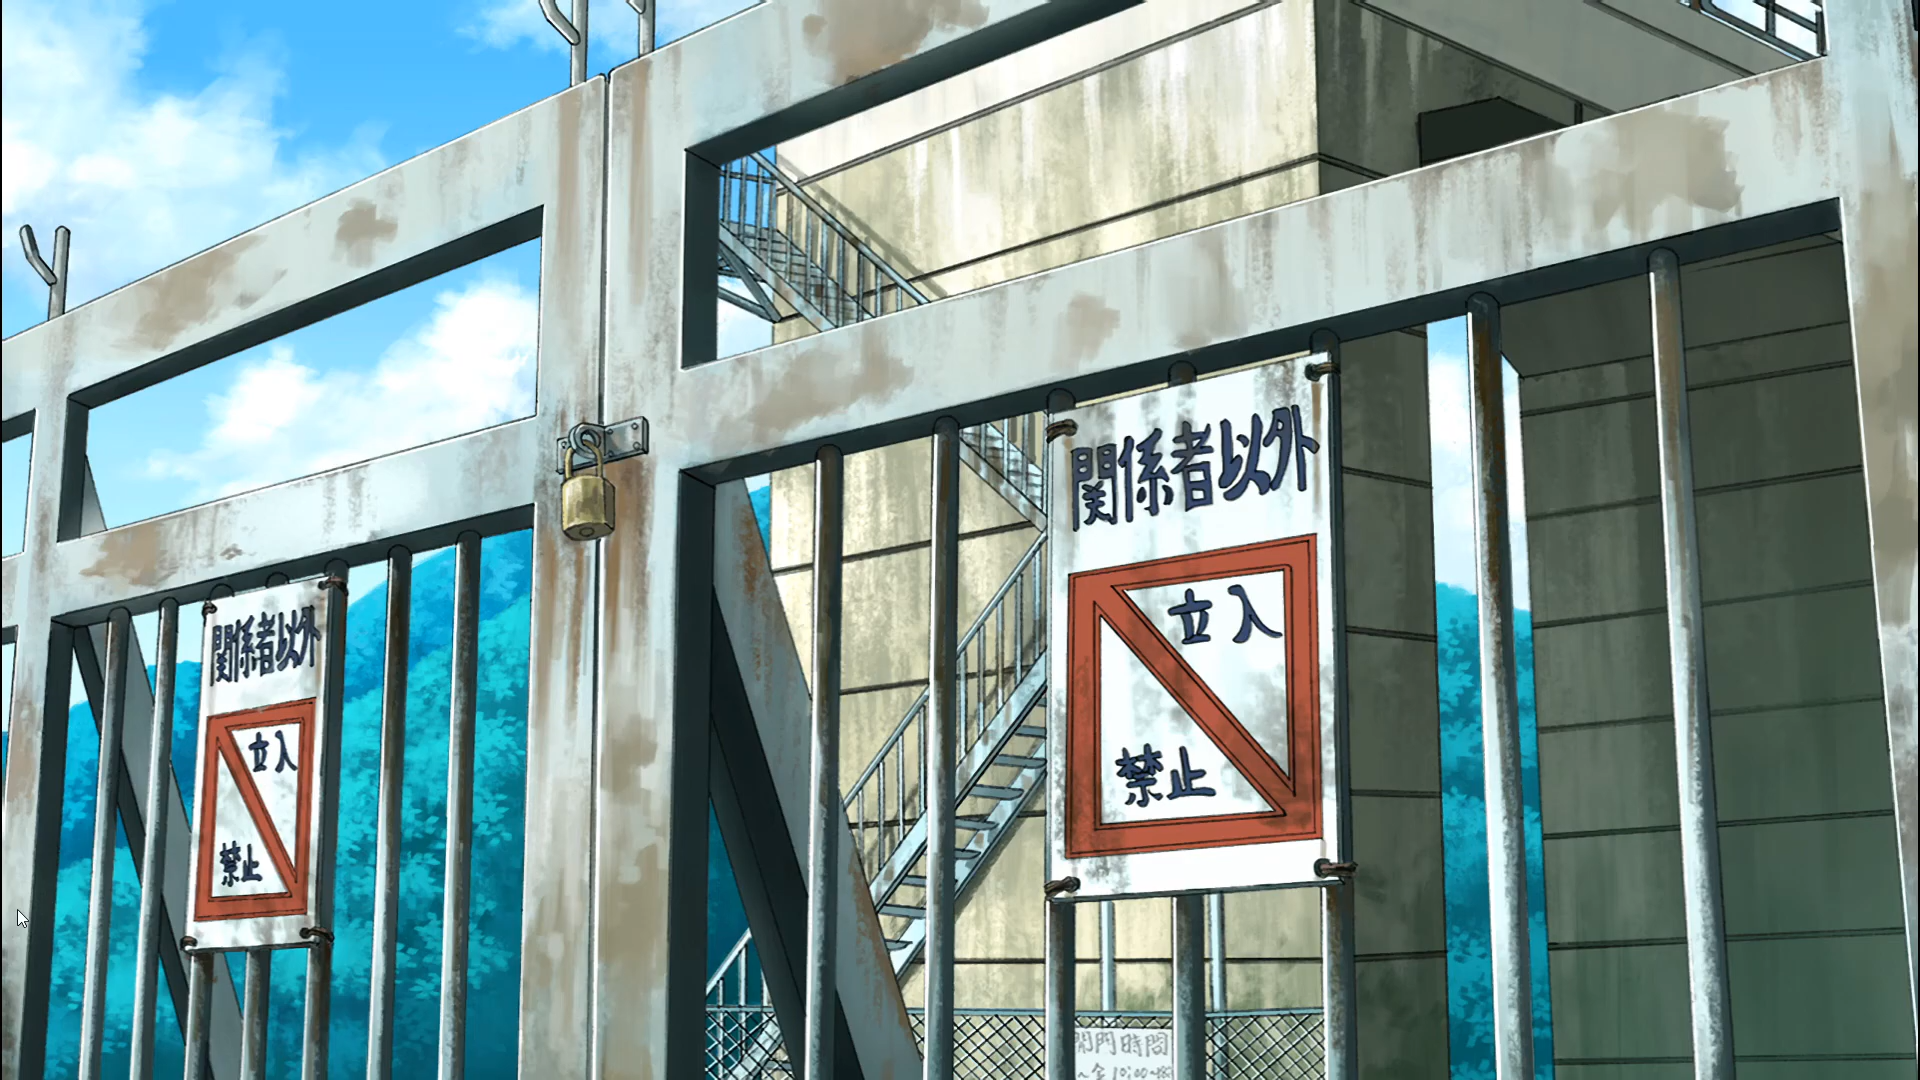 関係者以外
立入
禁止
関係者以外
立入
禁止
開門時間